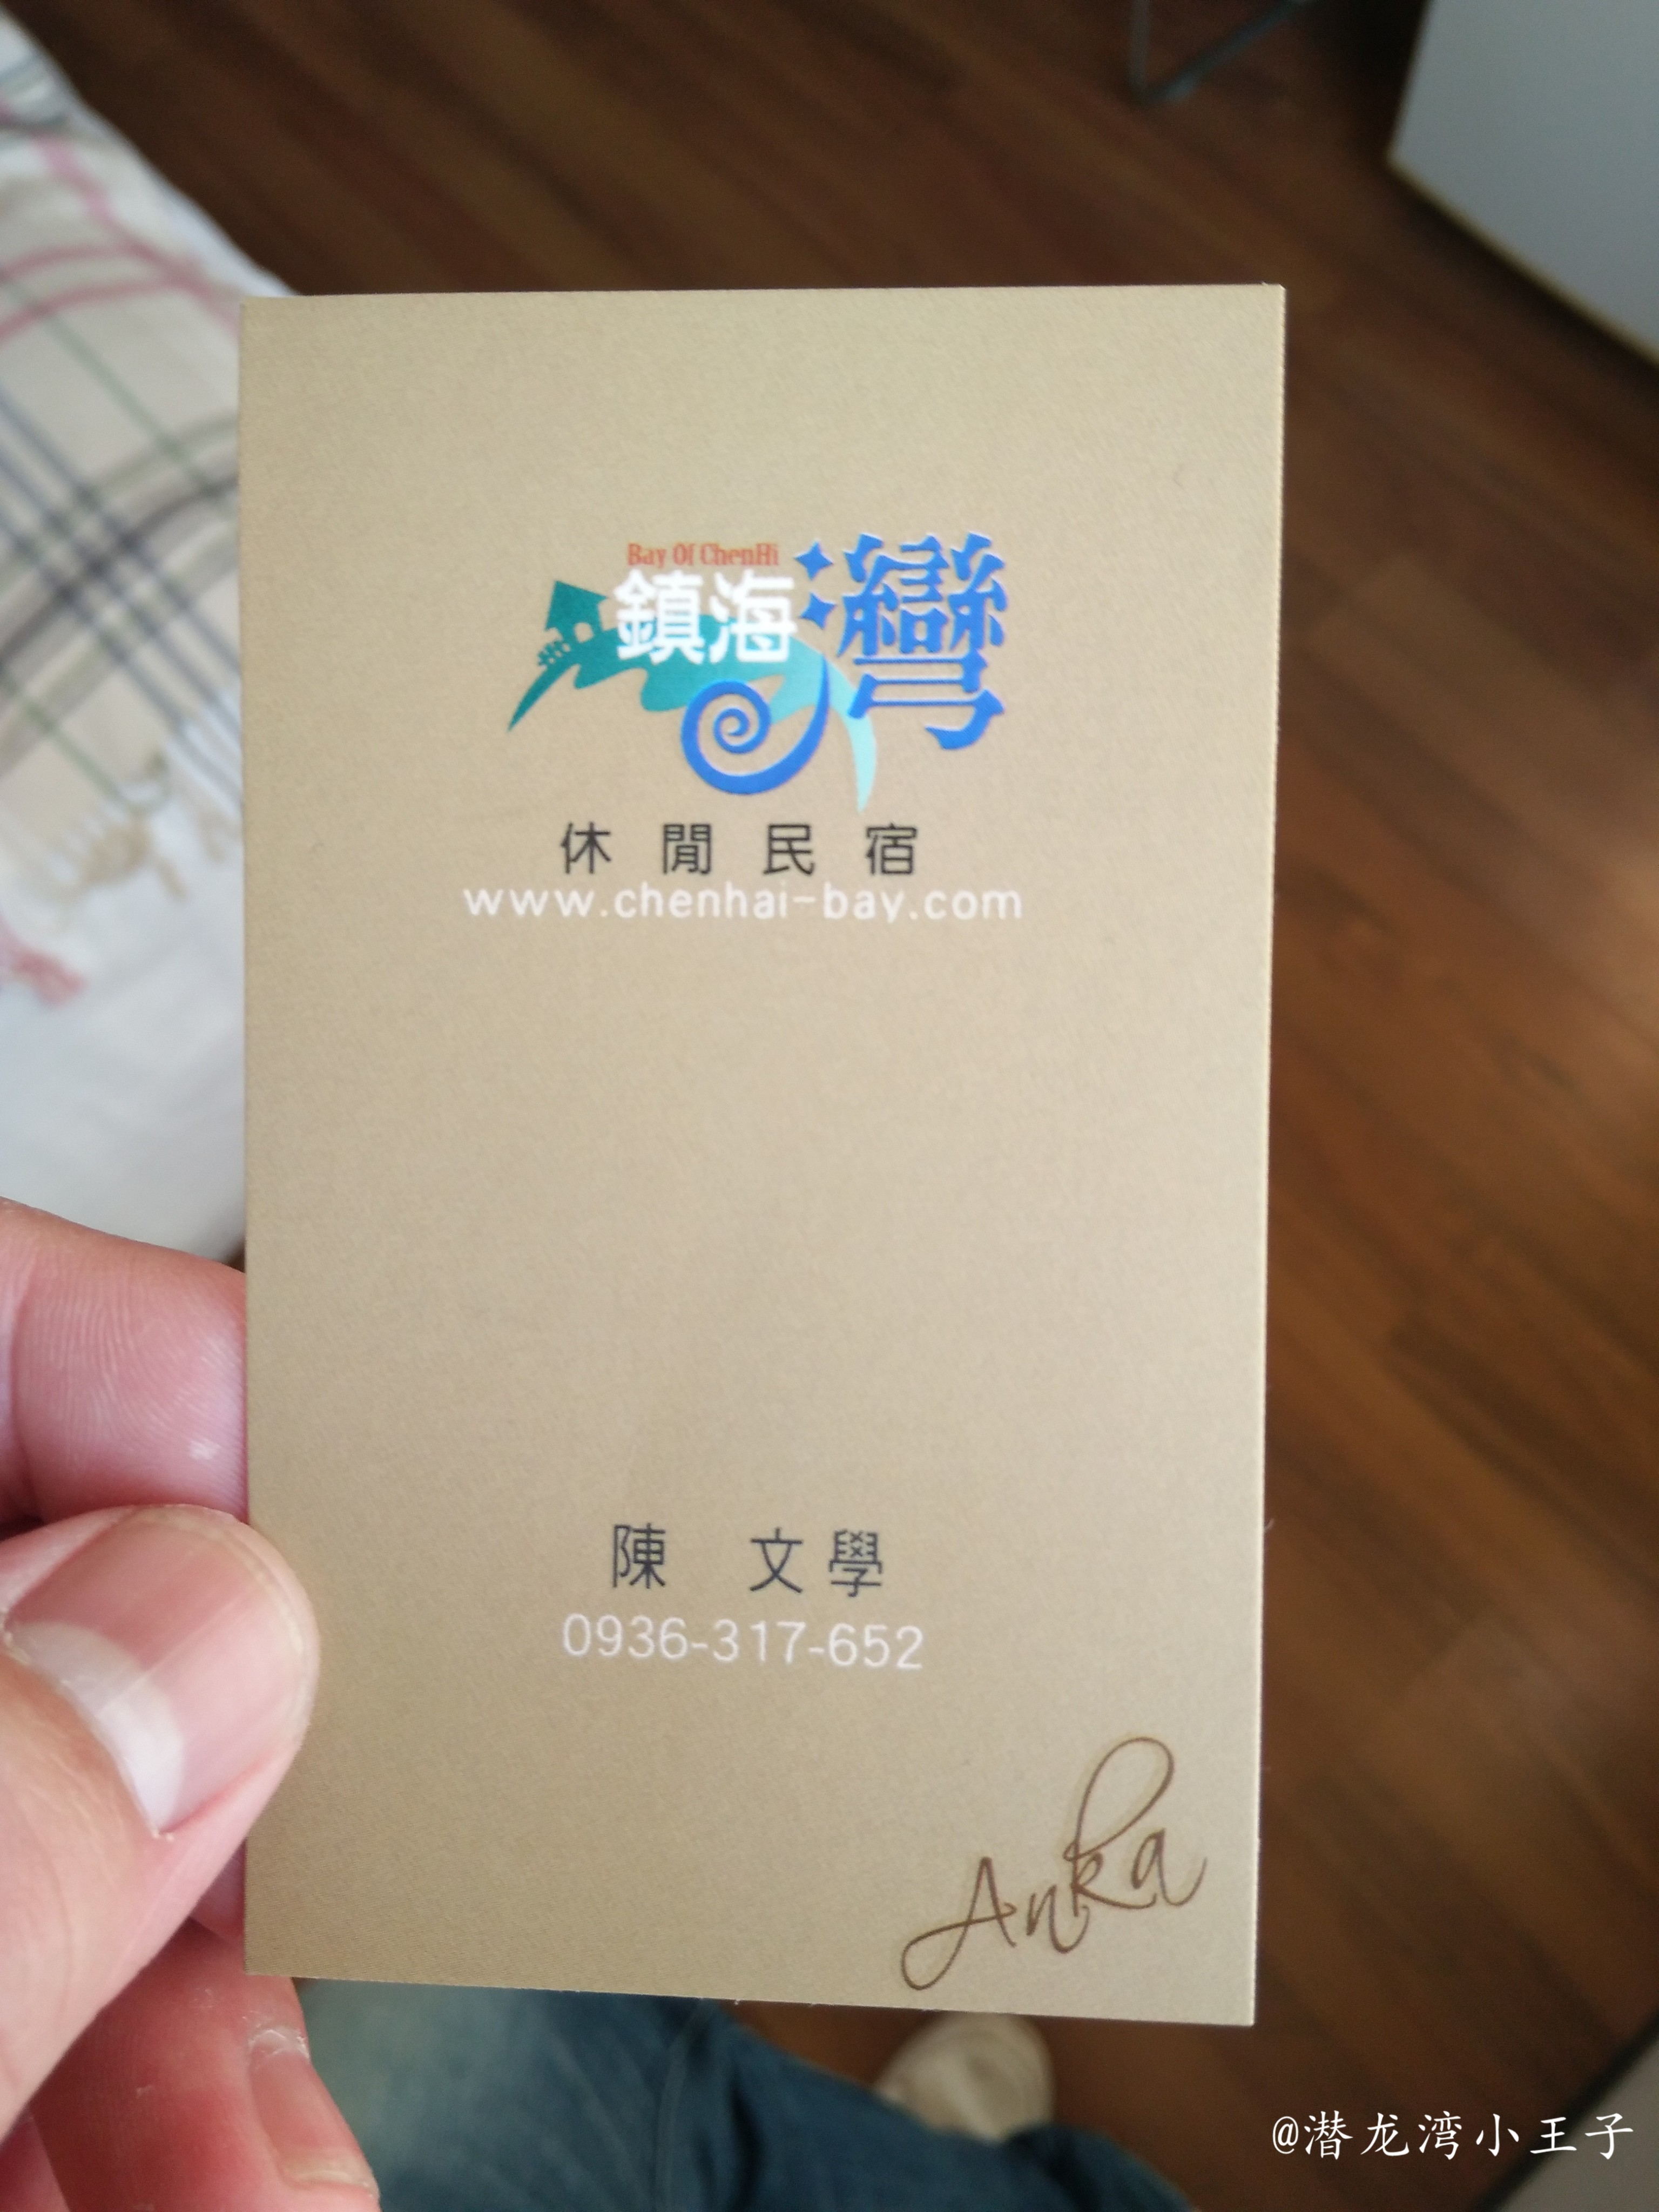 Bay Of ChenHi
鎮海灣
休閒民宿
www.chenhai-bay.com
陳 文學
0936-317-652
Anka
@潜龙湾小王子